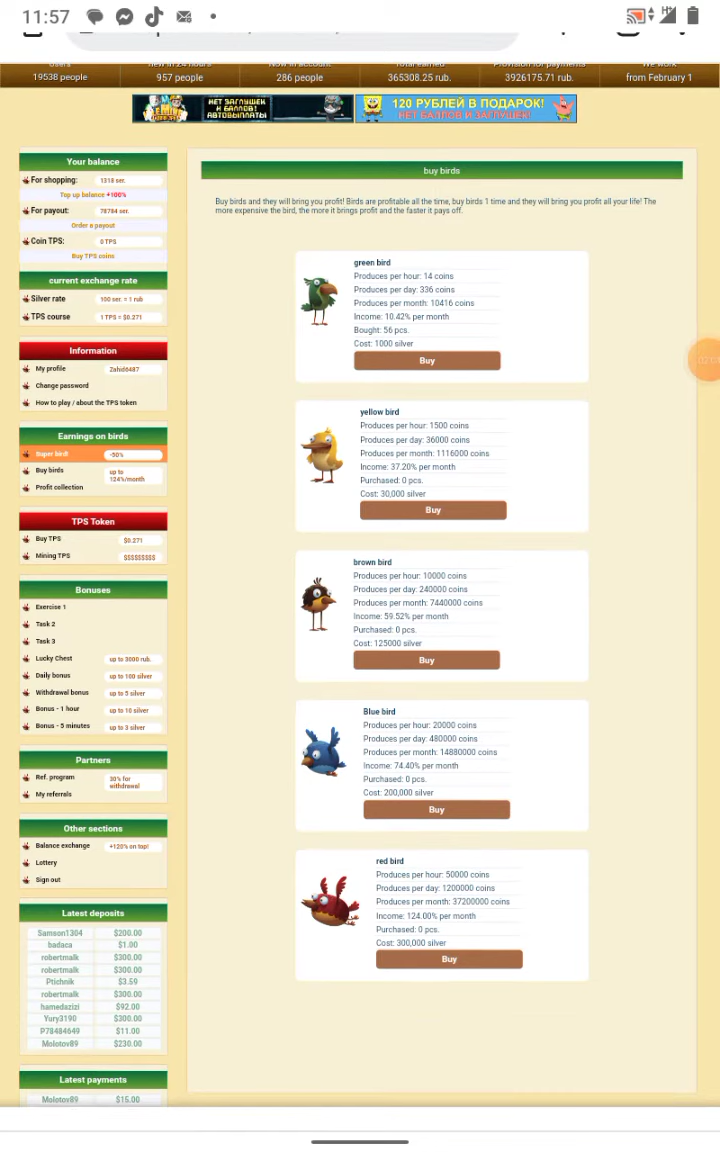 11:57
users
new in 24 hours
Now in account
Total earned
Provision for payments
We work
19538 people
957 people
286 people
365308.25 rub.
3926175.71 rub.
from February 1
НЕТ ЗАГЛУШЕК
И БАЛЛОВ!
АВТОВЫПЛАТЫ
120 РУБЛЕЙ В ПОДАРОК!
НЕТ БАЛЛОВ И ЗАГЛУШЕК!
Your balance
For shopping: 1318 ser.
Top up balance +100%
For payout: 78784 ser.
Order a payout
Coin TPS: 0 TPS
Buy TPS coins
current exchange rate
Silver rate 100 ser. = 1 rub
TPS course 1 TPS = $0.271
Information
My profile Zahid6487
Change password
How to play / about the TPS token
Earnings on birds
Super bird! -50%
Buy birds up to
124%/month
Profit collection
TPS Token
Buy TPS $0.271
Mining TPS $$$$$$$$$
Bonuses
Exercise 1
Task 2
Task 3
Lucky Chest up to 3000 rub.
Daily bonus up to 100 silver
Withdrawal bonus up to 5 silver
Bonus - 1 hour up to 10 silver
Bonus - 5 minutes up to 3 silver
Partners
Ref. program 30% for
withdrawal
My referrals
Other sections
Balance exchange +120% on top!
Lottery
Sign out
Latest deposits
Samson1304 $200.00
badaca $1.00
robertmalk $300.00
robertmalk $300.00
Ptichnik $3.59
robertmalk $300.00
hamedazizi $92.00
Yury3190 $300.00
P78484649 $11.00
Molotov89 $230.00
Latest payments
Molotov89 $15.00
buy birds
Buy birds and they will bring you profit! Birds are profitable all the time, buy birds 1 time and they will bring you profit all your life! The
more expensive the bird, the more it brings profit and the faster it pays off.
green bird
Produces per hour: 14 coins
Produces per day: 336 coins
Produces per month: 10416 coins
Income: 10.42% per month
Bought: 56 pcs.
Cost: 1000 silver
Buy
yellow bird
Produces per hour: 1500 coins
Produces per day: 36000 coins
Produces per month: 1116000 coins
Income: 37.20% per month
Purchased: 0 pcs.
Cost: 30,000 silver
Buy
brown bird
Produces per hour: 10000 coins
Produces per day: 240000 coins
Produces per month: 7440000 coins
Income: 59.52% per month
Purchased: 0 pcs.
Cost: 125000 silver
Buy
Blue bird
Produces per hour: 20000 coins
Produces per day: 480000 coins
Produces per month: 14880000 coins
Income: 74.40% per month
Purchased: 0 pcs.
Cost: 200,000 silver
Buy
red bird
Produces per hour: 50000 coins
Produces per day: 1200000 coins
Produces per month: 37200000 coins
Income: 124.00% per month
Purchased: 0 pcs.
Cost: 300,000 silver
Buy